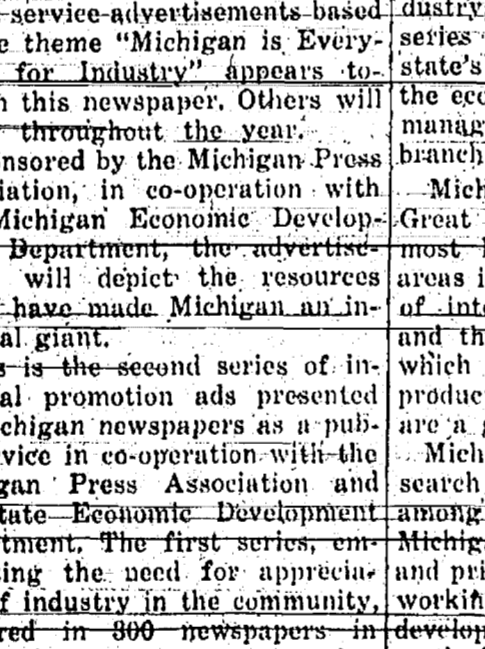 service advertisements based
e theme "Michigan is Every-
for Industry" appears to-
n this newspaper. Others will
throughout the year.
nsored by the Michigan Press
iation, in co-operation with
Michigan Economic Develop-
Department, the advertise-
will depict the resources
have made Michigan an in-
al giant.
s is the second series of in-
al promotion ads presented
chigan newspapers as a pub-
vice in co-operation with the
gan Press Association and
tate Economic Development
tment. The first series, em-
ing the need for apprecia-
f industry in the community,
red in 300 newspapers in
dustry
series
state's
the eco
manag
branch
Mich
Great
most
areas i
of inte
and th
which
produc
are a g
Mich
search
among
Michig
and pri
workin
develop